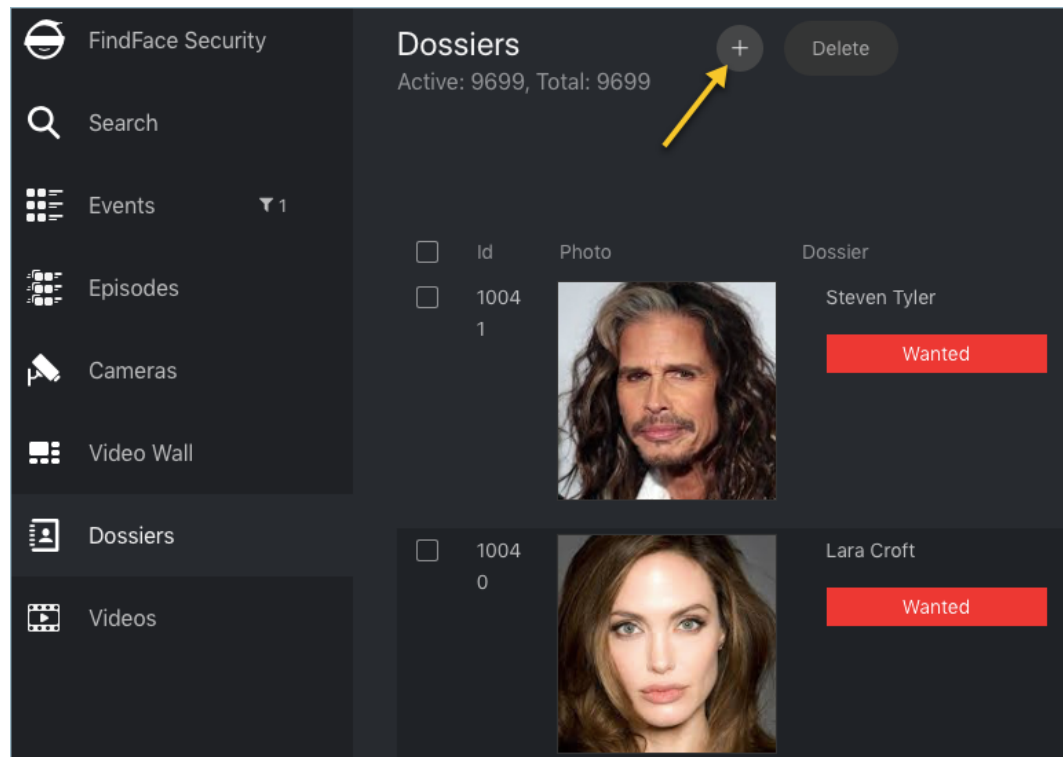 FindFace Security
Search
Events 1
Episodes
Cameras
Video Wall
Dossiers
Videos
Dossiers + Delete
Active: 9699, Total: 9699
Id Photo Dossier
1004 Steven Tyler
1
Wanted
1004 Lara Croft
0
Wanted